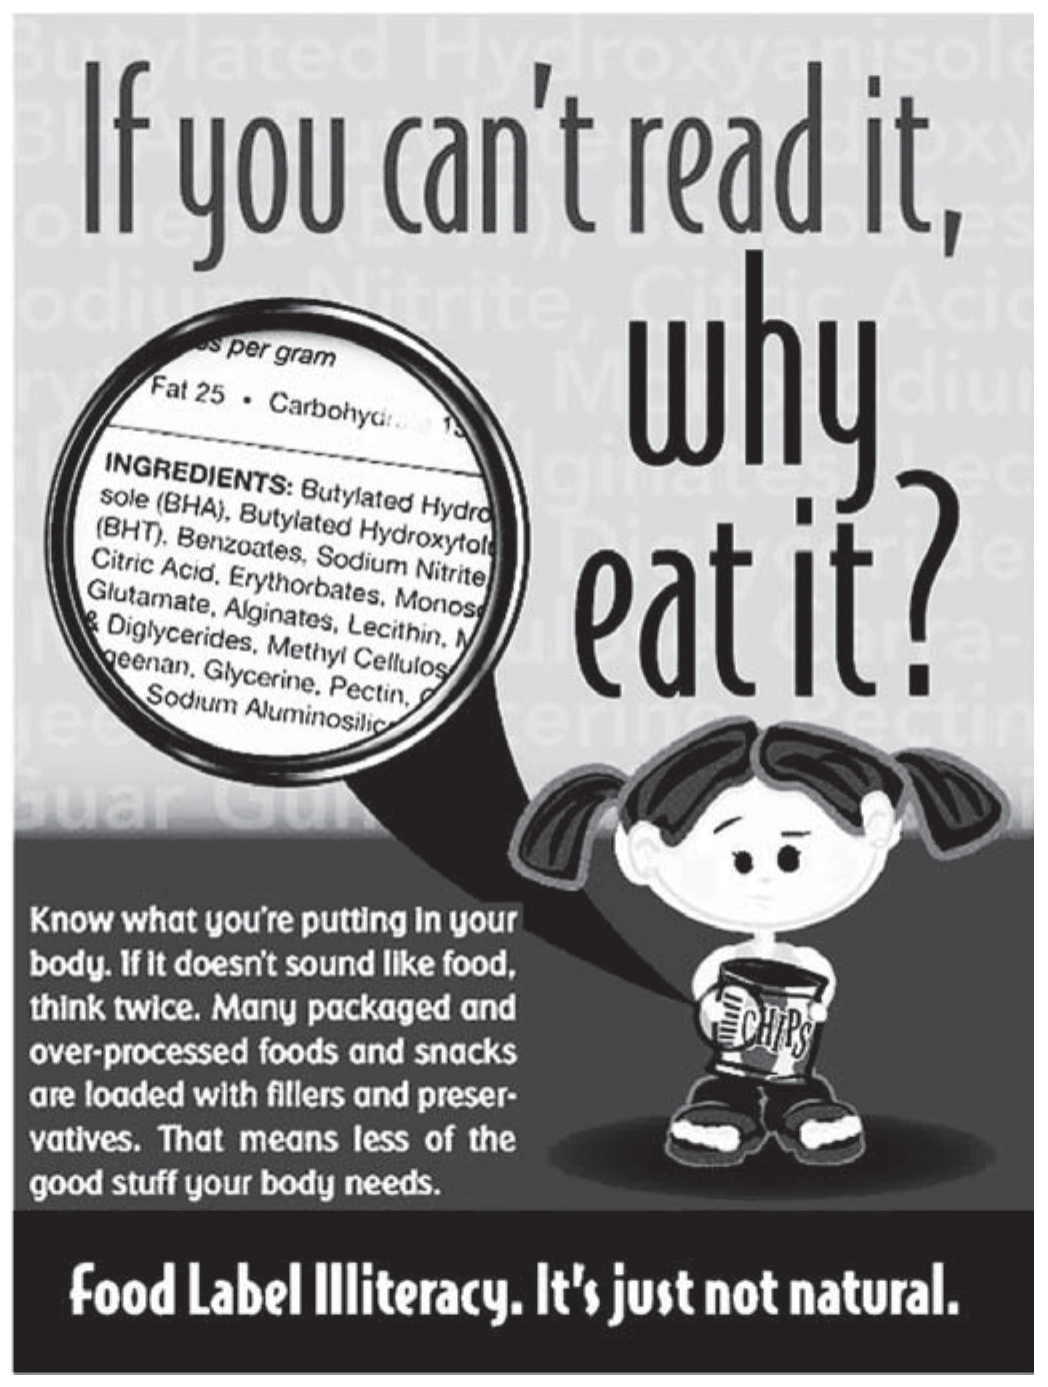 If you can't read it,
why
eat it?
per gram
Fat 25 • Carbohydrate
INGREDIENTS: Butylated Hydro
sole (BHA), Butylated Hydroxytol
(BHT), Benzoates, Sodium Nitrite
Citric Acid, Erythorbates, Monos
Glutamate, Alginates, Lecithin, M
& Diglycerides, Methyl Cellulos
geenan, Glycerine, Pectin,
Sodium Aluminosilic
CHIPS
Know what you're putting in your
body. If it doesn't sound like food,
think twice. Many packaged and
over-processed foods and snacks
are loaded with fillers and preser-
vatives. That means less of the
good stuff your body needs.
Food Label Illiteracy. It's just not natural.